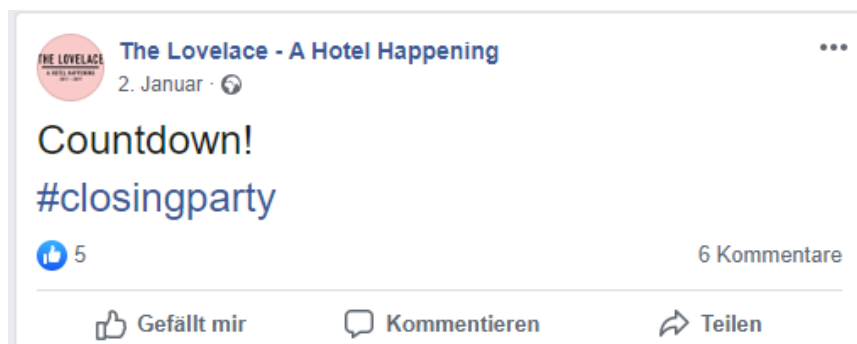 THE LOVELACE
A HOTEL HAPPENING
The Lovelace - A Hotel Happening
2. Januar ·
Countdown!
#closingparty
5
6 Kommentare
Gefällt mir
Kommentieren
Teilen